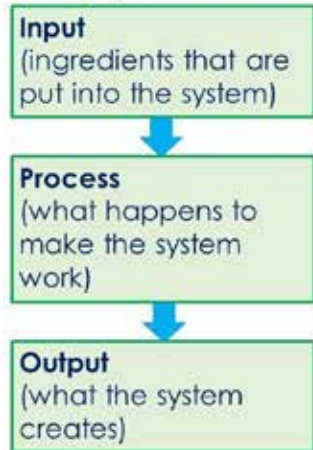 Input
(ingredients that are
put into the system)
Process
(what happens to
make the system
work)
Output
(what the system
creates)